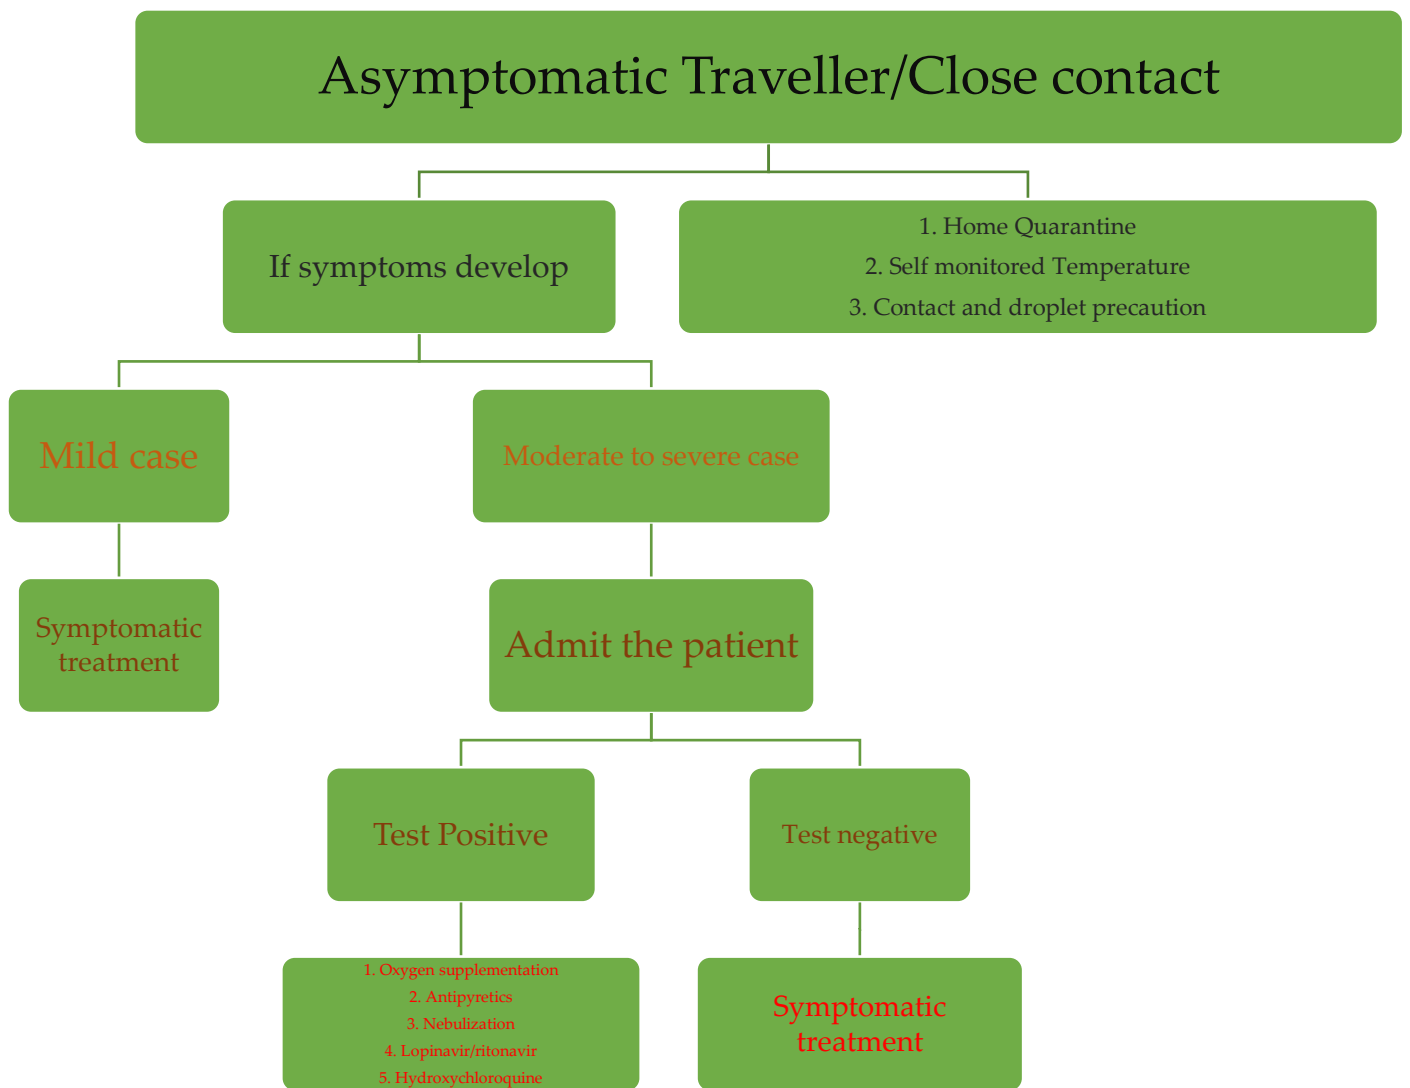 Asymptomatic Traveller/Close contact
If symptoms develop
1. Home Quarantine
2. Self monitored Temperature
3. Contact and droplet precaution
Mild case
Moderate to severe case
Symptomatic
treatment
Admit the patient
Test Positive
Test negative
1. Oxygen supplementation
2. Antipyretics
3. Nebulization
4. Lopinavir/ritonavir
5. Hydroxychloroquine
Symptomatic
treatment